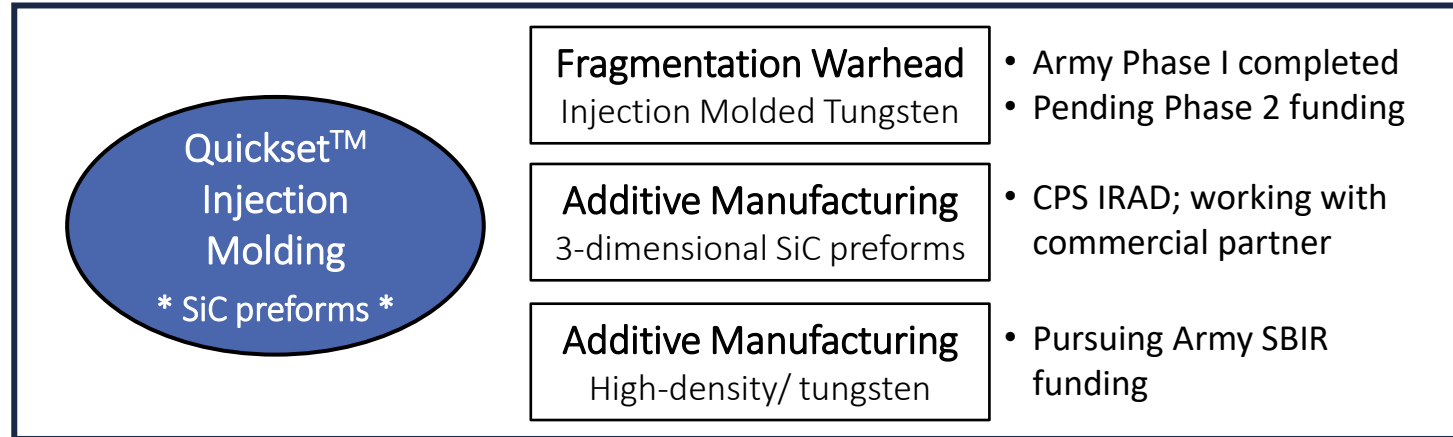 Quickset™
Injection
Molding
* SiC preforms *
Fragmentation Warhead
Injection Molded Tungsten
• Army Phase I completed
• Pending Phase 2 funding
Additive Manufacturing
3-dimensional SiC preforms
• CPS IRAD; working with
commercial partner
Additive Manufacturing
High-density/ tungsten
• Pursuing Army SBIR
funding